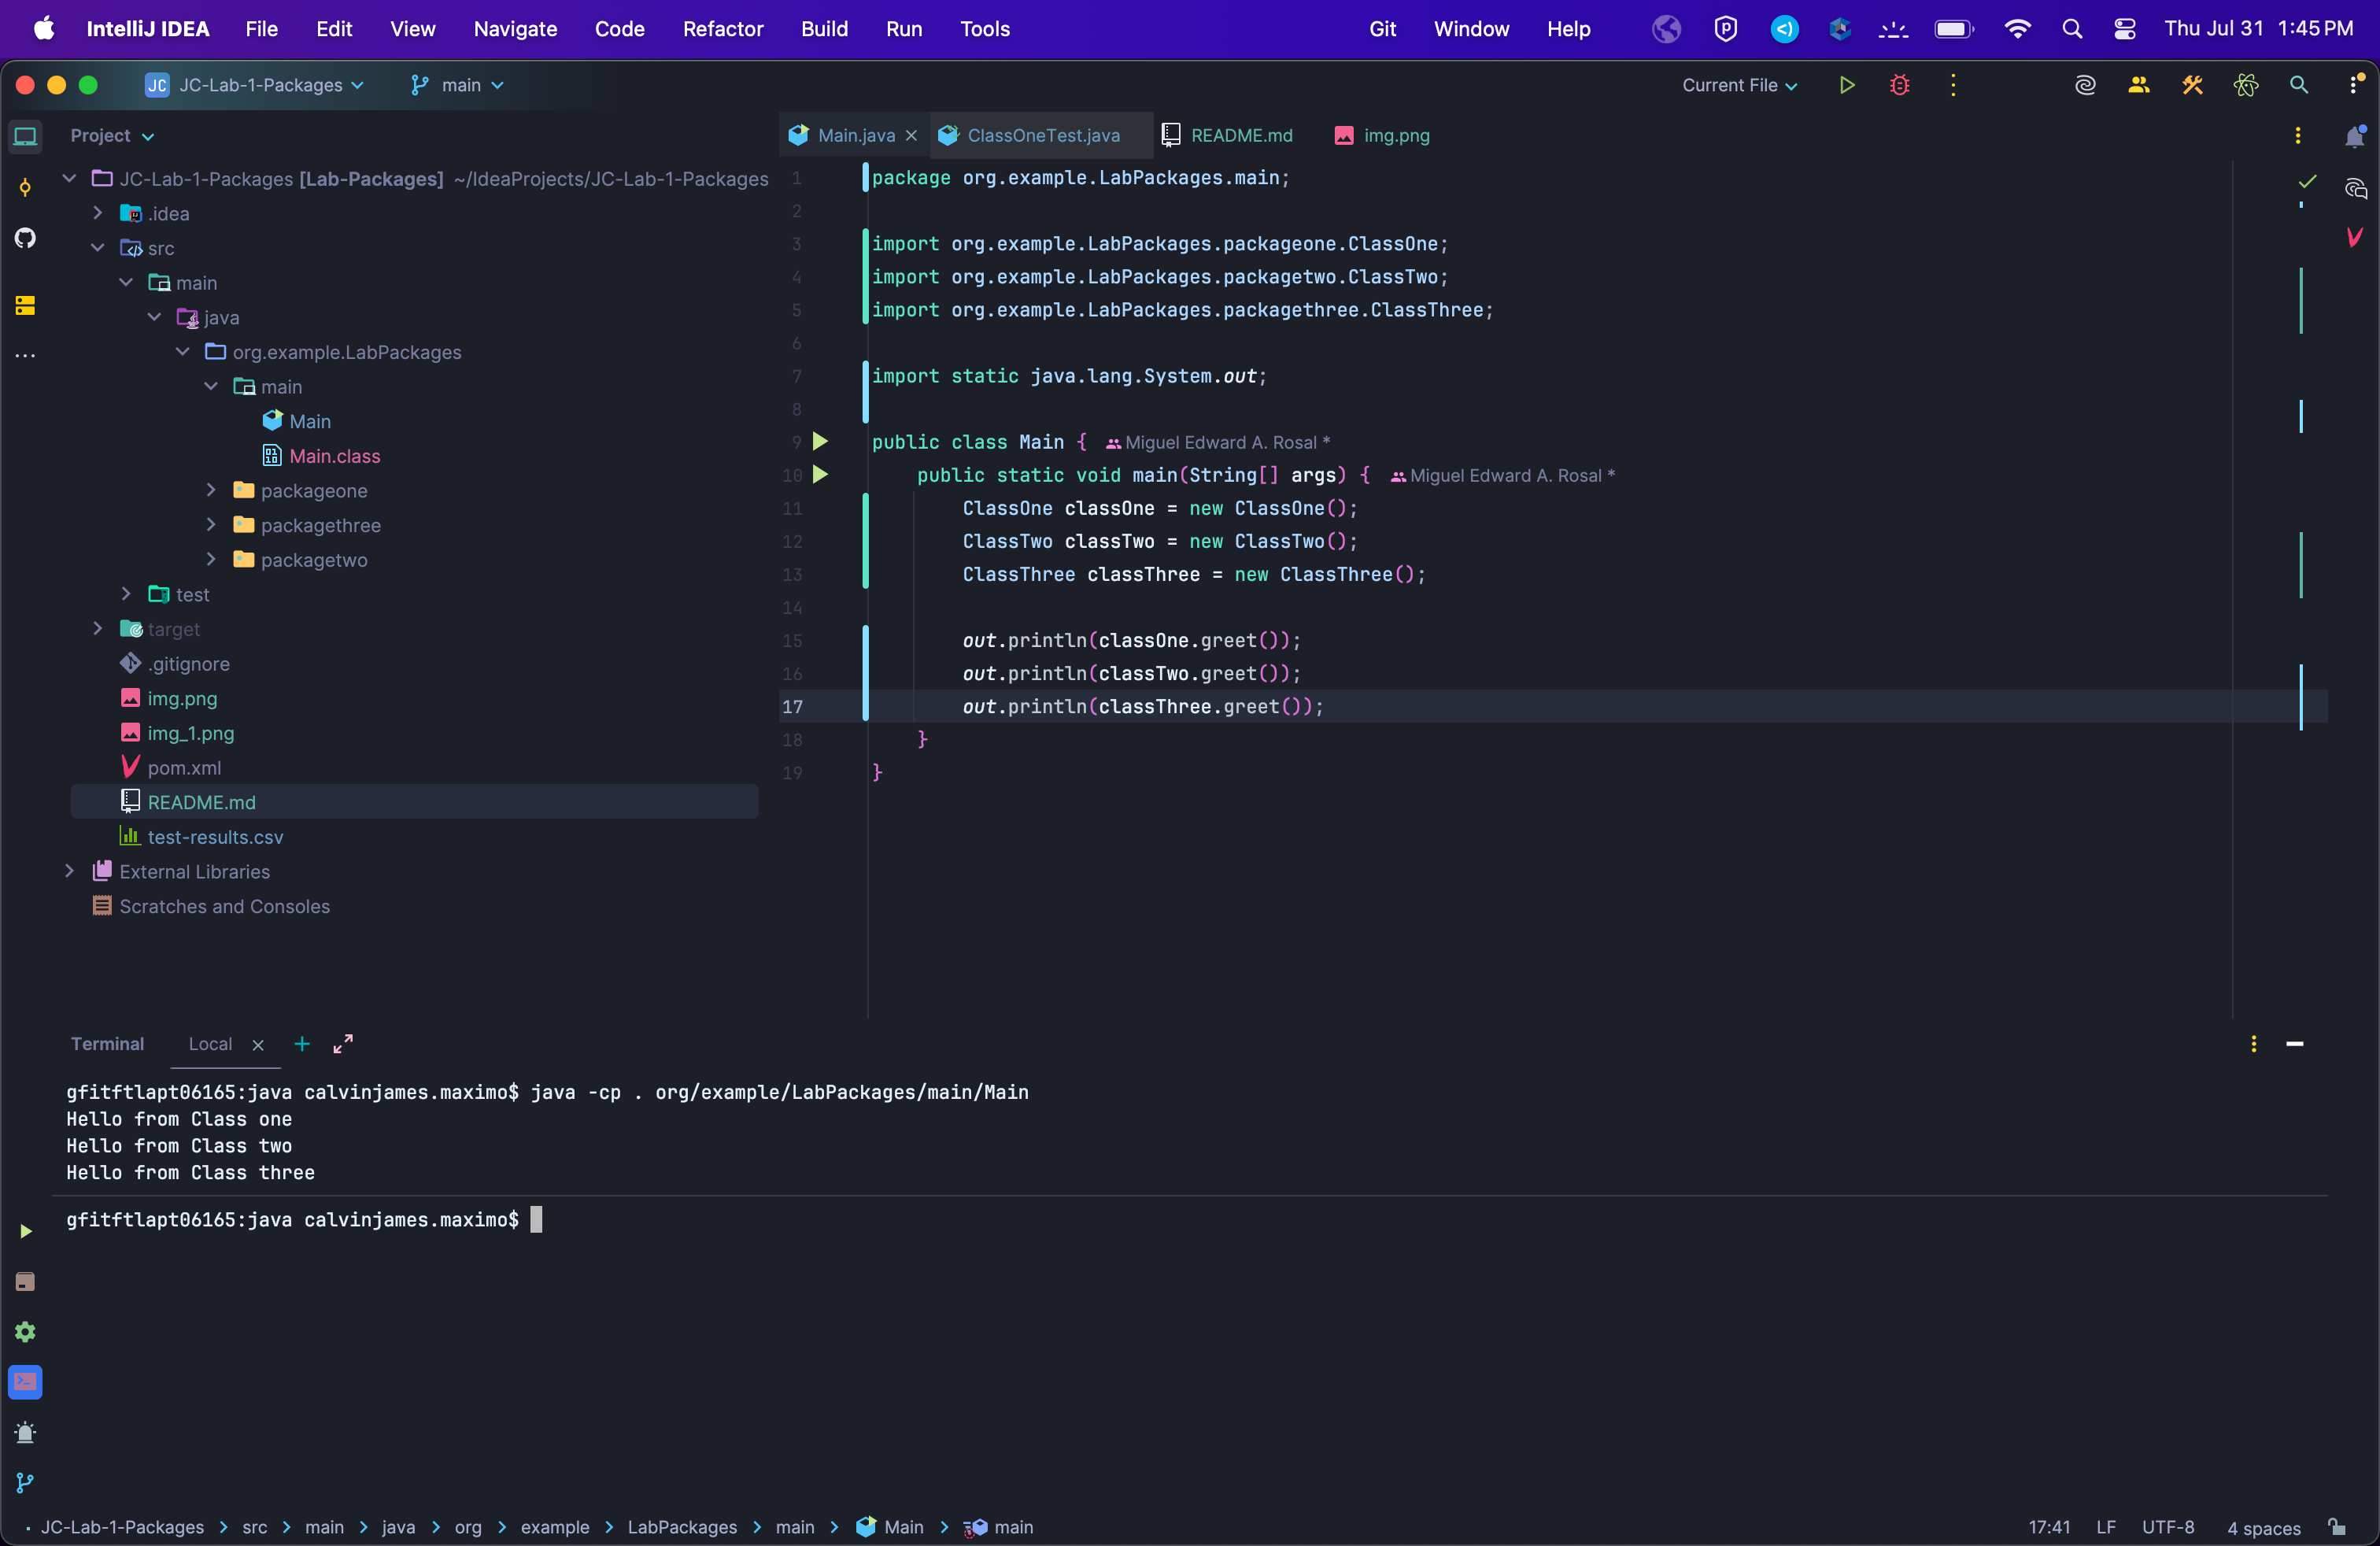 IntelliJ IDEA File Edit View Navigate Code Refactor Build Run Tools Git Window Help Thu Jul 31 1:45 PM
JC JC-Lab-1-Packages main Current File
Project
Main.java ClassOneTest.java README.md img.png
JC-Lab-1-Packages [Lab-Packages] ~/IdeaProjects/JC-Lab-1-Packages
.idea
src
main
java
org.example.LabPackages
main
Main
Main.class
packageone
packagethree
packagetwo
test
target
.gitignore
img.png
img_1.png
pom.xml
README.md
test-results.csv
External Libraries
Scratches and Consoles
1 package org.example.LabPackages.main;
2
3 import org.example.LabPackages.packageone.ClassOne;
4 import org.example.LabPackages.packagetwo.ClassTwo;
5 import org.example.LabPackages.packagethree.ClassThree;
6
7 import static java.lang.System.out;
8
9 public class Main { Miguel Edward A. Rosal *
10 public static void main(String[] args) { Miguel Edward A. Rosal *
11 ClassOne classOne = new ClassOne();
12 ClassTwo classTwo = new ClassTwo();
13 ClassThree classThree = new ClassThree();
14
15 out.println(classOne.greet());
16 out.println(classTwo.greet());
17 out.println(classThree.greet());
18 }
19 }
Terminal Local
gfitftlapt06165:java calvinjames.maximo$ java -cp . org/example/LabPackages/main/Main
Hello from Class one
Hello from Class two
Hello from Class three
gfitftlapt06165:java calvinjames.maximo$
JC-Lab-1-Packages > src > main > java > org > example > LabPackages > main > Main > main 17:41 LF UTF-8 4 spaces